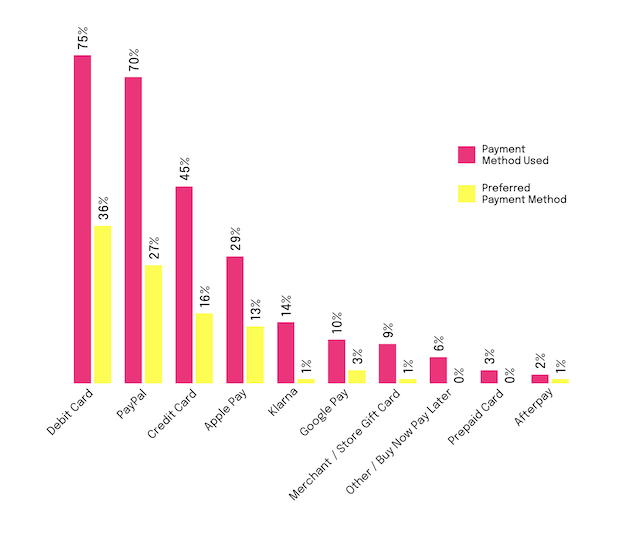 75%
36%
70%
27%
45%
16%
29%
13%
14%
1%
10%
3%
9%
1%
6%
0%
3%
0%
2%
1%
Payment
Method Used
Preferred
Payment Method
Debit Card
PayPal
Credit Card
Apple Pay
Klarna
Google Pay
Merchant / Store Gift Card
Other / Buy Now Pay Later
Prepaid Card
Afterpay